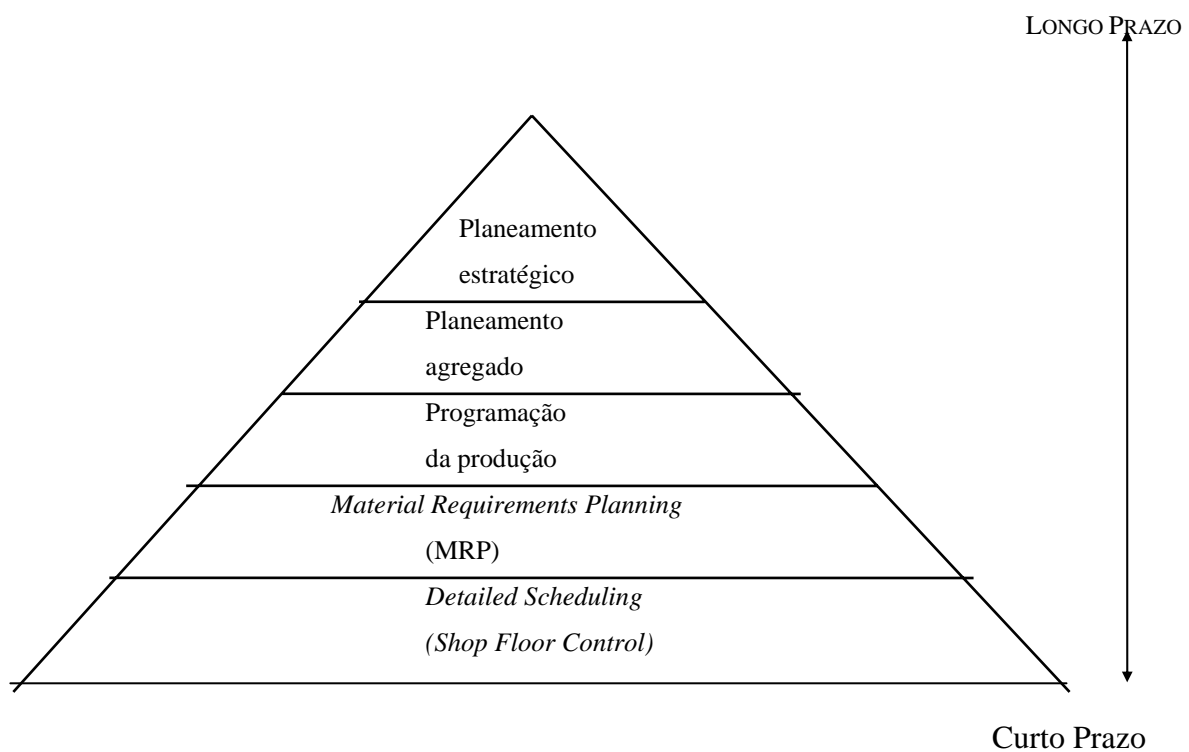 LONGO PRAZO
Planeamento
estratégico
Planeamento
agregado
Programação
da produção
Material Requirements Planning
(MRP)
Detailed Scheduling
(Shop Floor Control)
Curto Prazo